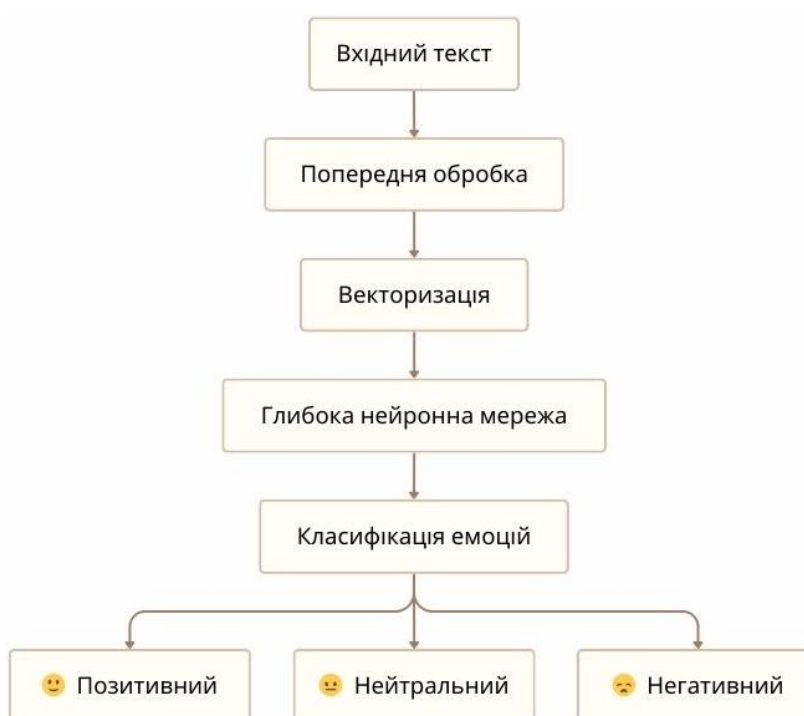 Вхідний текст
Попередня обробка
Векторизація
Глибока нейронна мережа
Класифікація емоцій
🙂 Позитивний
😐 Нейтральний
😞 Негативний